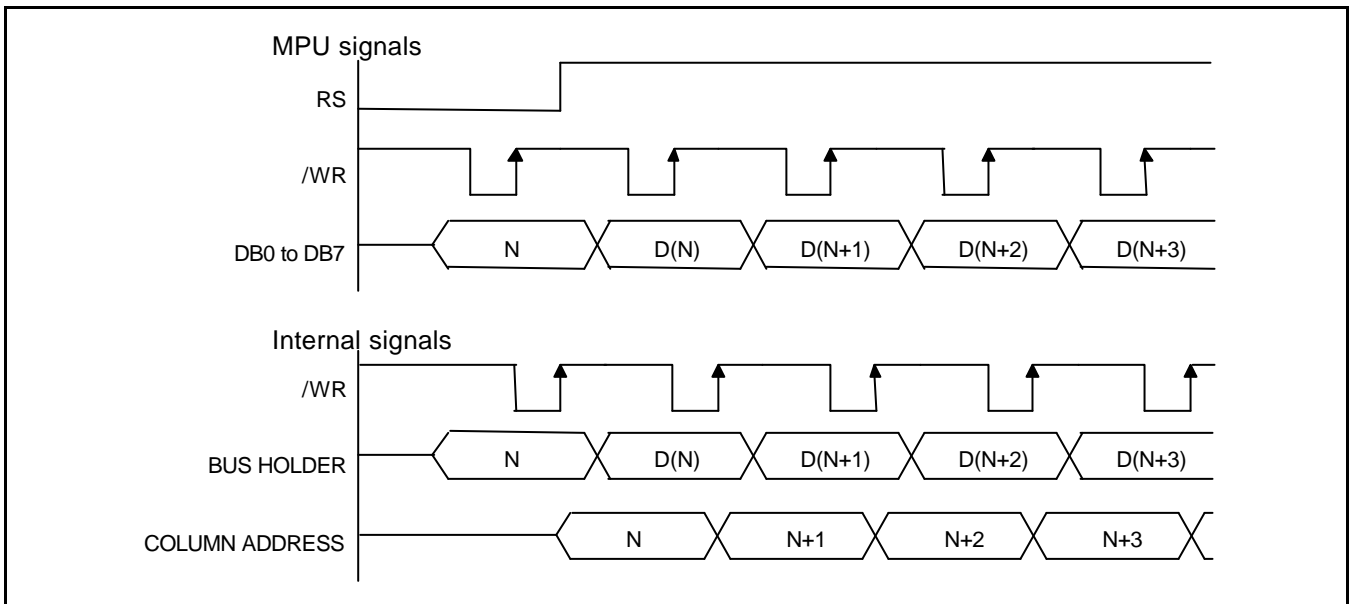 MPU signals
RS
/WR
DB0 to DB7 N D(N) D(N+1) D(N+2) D(N+3)
Internal signals
/WR
BUS HOLDER N D(N) D(N+1) D(N+2) D(N+3)
COLUMN ADDRESS N N+1 N+2 N+3